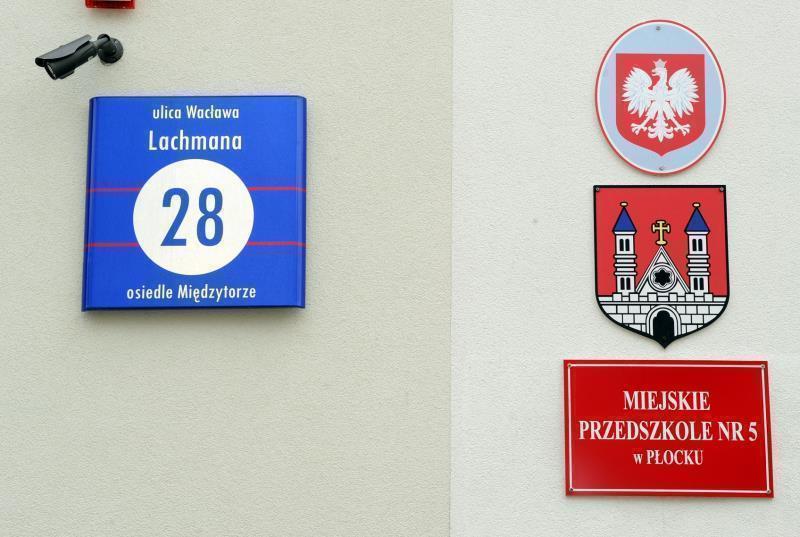 ulica Wacława
Lachmana
28
osiedle Międzytorze
MIEJSKIE
PRZEDSZKOLE NR 5
w PŁOCKU